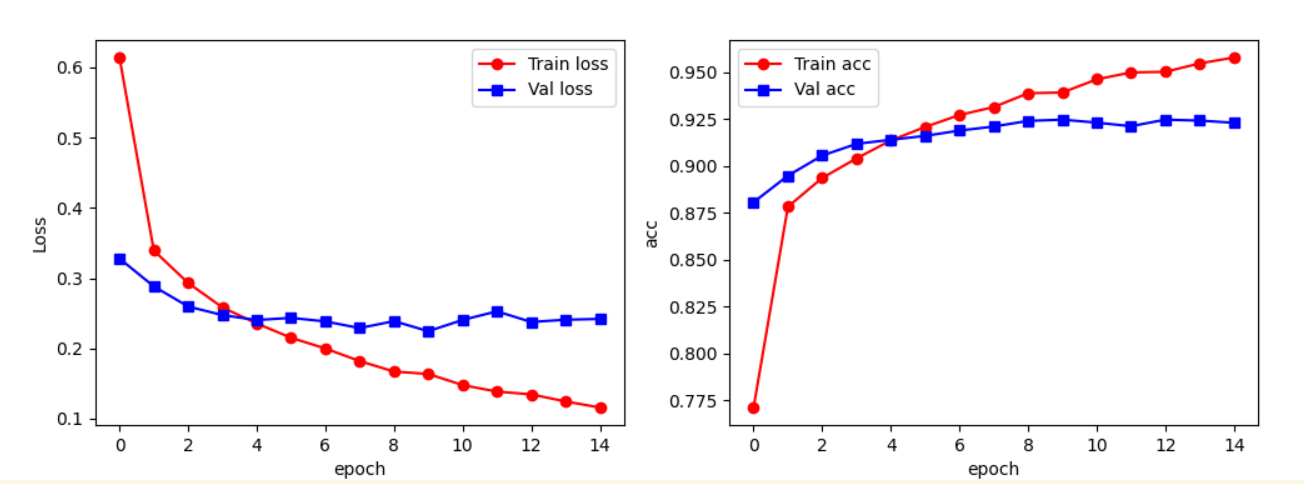 Train loss
Val loss
0.6
0.5
0.4
0.3
0.2
0.1
Loss
0 2 4 6 8 10 12 14
epoch
Train acc
Val acc
0.950
0.925
0.900
0.875
0.850
0.825
0.800
0.775
acc
0 2 4 6 8 10 12 14
epoch